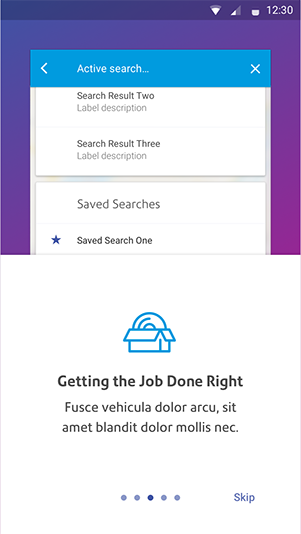 12:30
Active search...
Search Result Two
Label description
Search Result Three
Label description
Saved Searches
Saved Search One
Getting the Job Done Right
Fusce vehicula dolor arcu, sit
amet blandit dolor mollis nec.
Skip